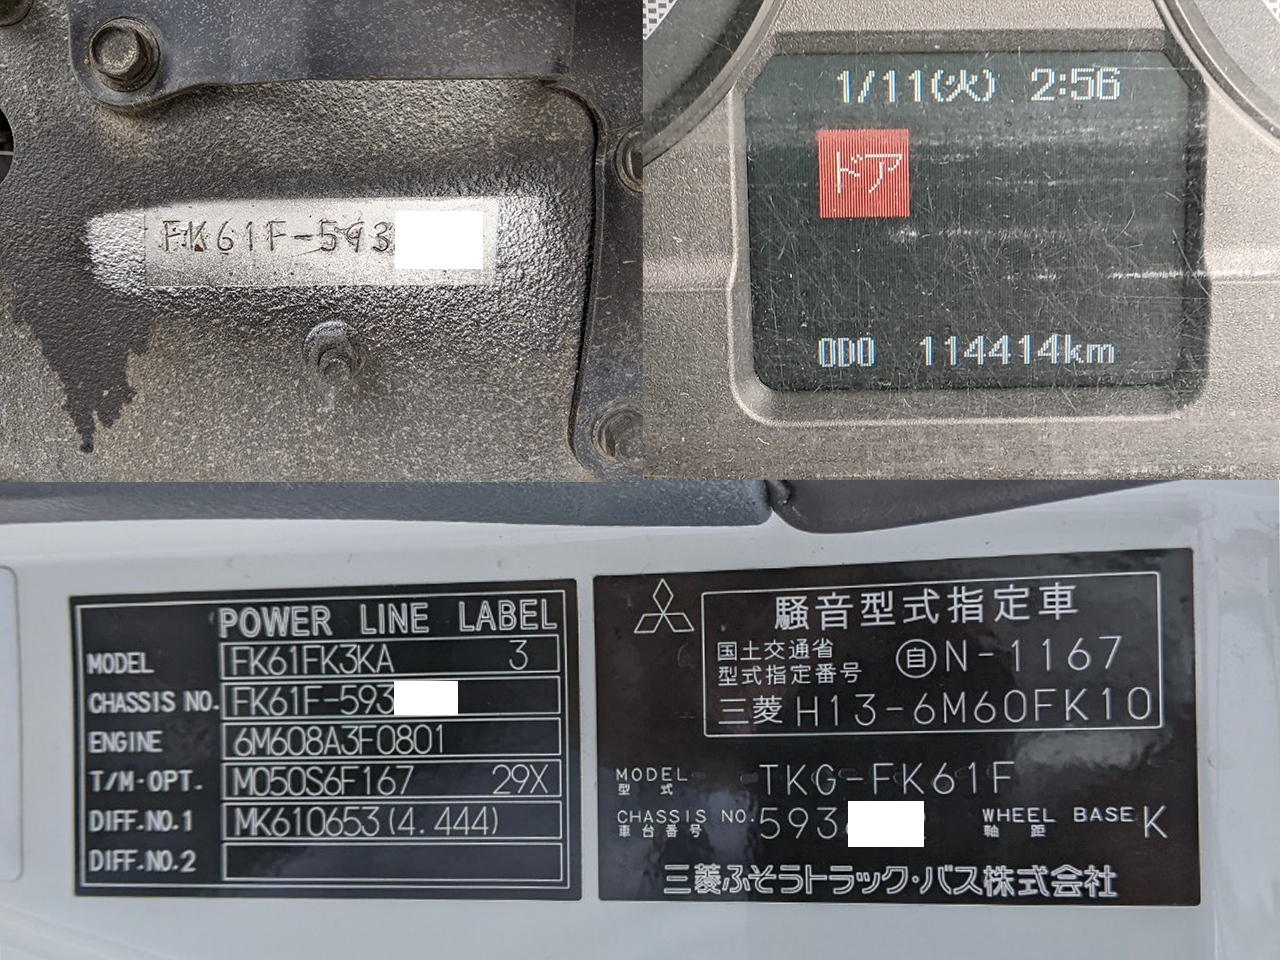 FK61F-593
1/11(火) 2:56
ドア
ODO 114414km
POWER LINE LABEL
MODEL FK61FK3KA 3
CHASSIS NO. FK61F-593
ENGINE 6M608A3F0801
T/M・OPT. M050S6F167 29X
DIFF.NO.1 MK610653(4.444)
DIFF.NO.2
騒音型式指定車
国土交通省
型式指定番号 自N-1167
三菱 H13-6M60FK10
MODEL TKG-FK61F
型式
CHASSIS NO. 593 WHEEL BASE K
車台番号 軸距
三菱ふそうトラック・バス株式会社